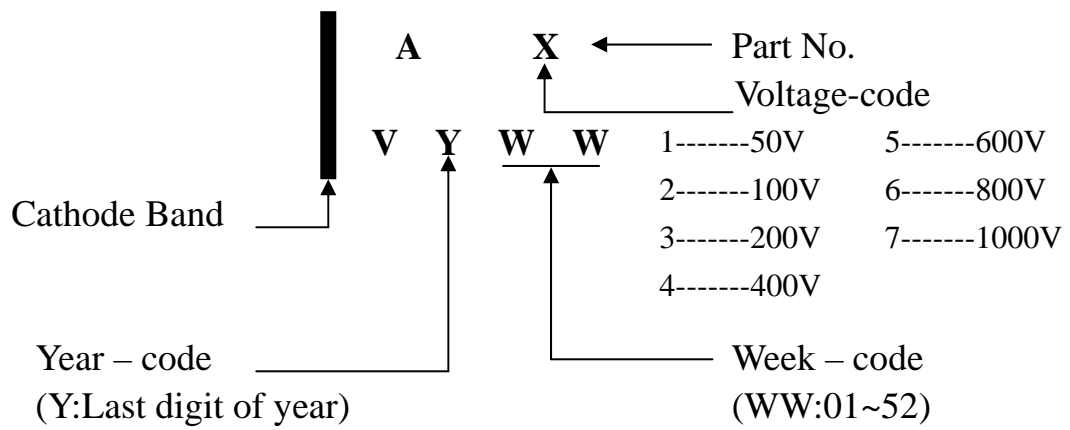 A X Part No.
Voltage-code
V Y W W 1-------50V 5-------600V
2-------100V 6-------800V
Cathode Band
3-------200V 7-------1000V
4-------400V
Year – code Week – code
(Y:Last digit of year) (WW:01~52)